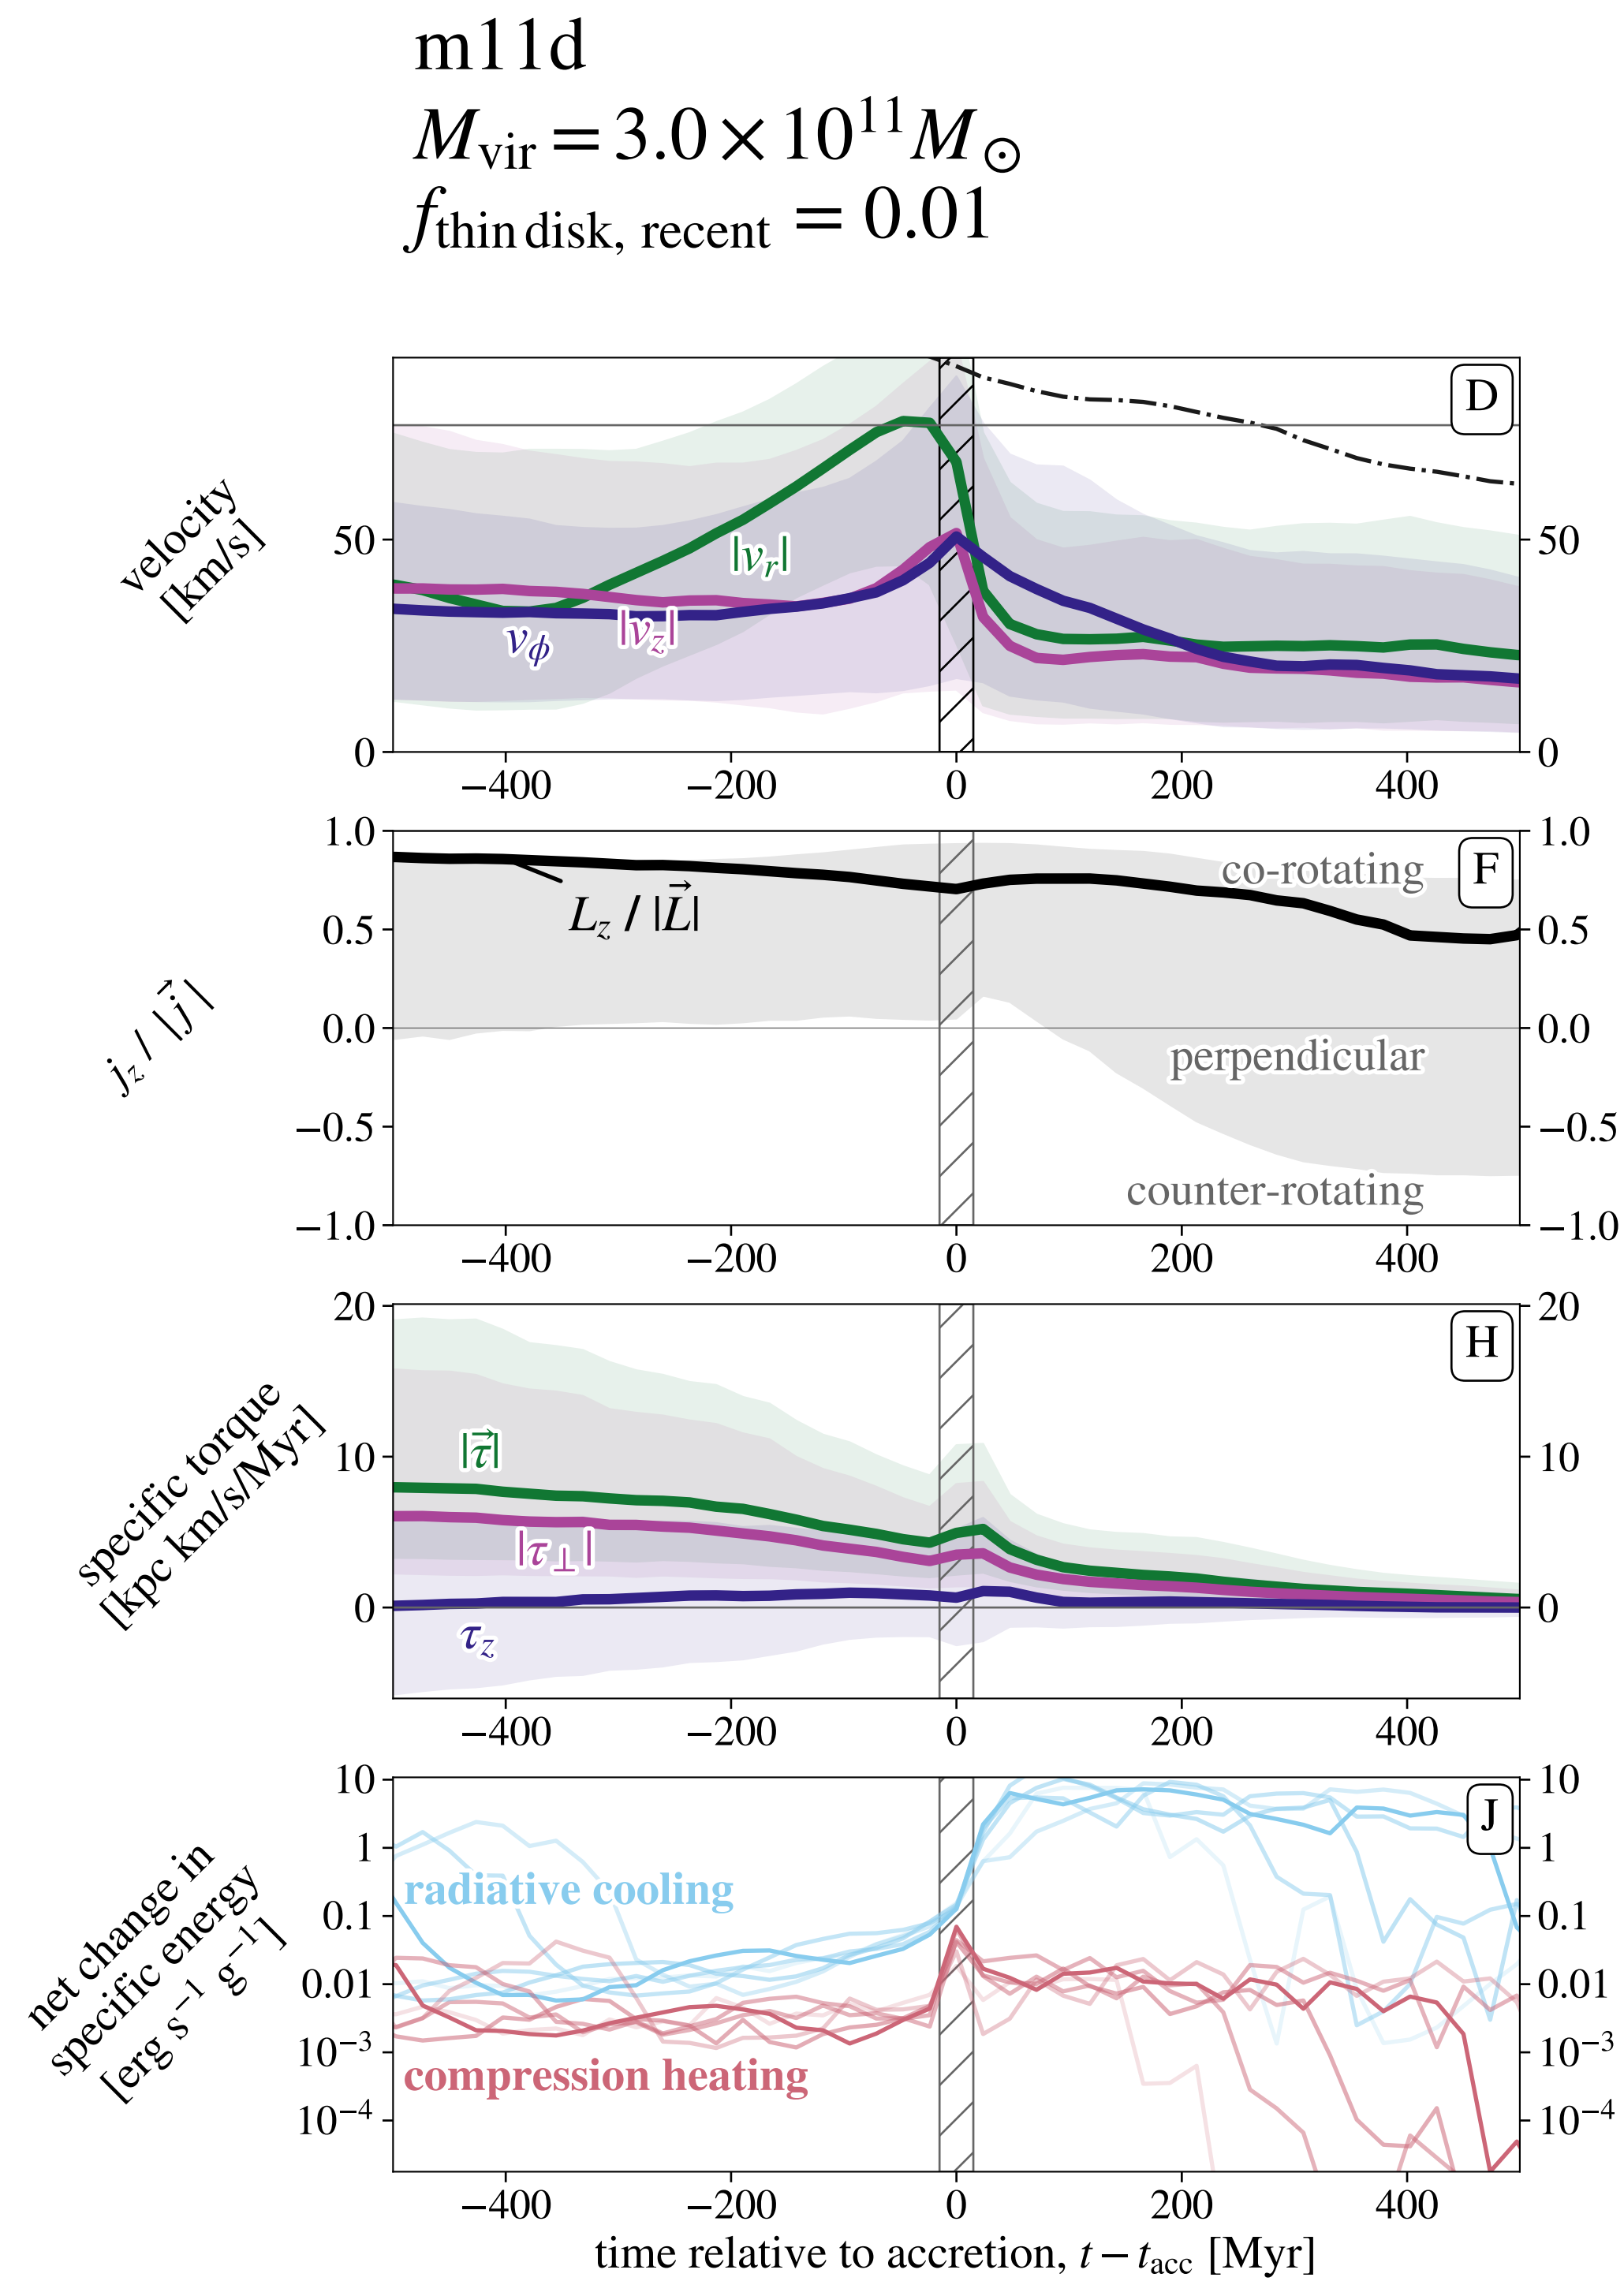 m11d
M_vir = 3.0 × 10^11 M_⊙
f_thin disk, recent = 0.01
D
velocity
[km/s]
50
0
50
0
|v_r|
|v_z|
v_ϕ
−400 −200 0 200 400
F
j_z / |j⃗|
1.0
0.5
0.0
−0.5
−1.0
1.0
0.5
0.0
−0.5
−1.0
co-rotating
L_z / |L⃗|
perpendicular
counter-rotating
−400 −200 0 200 400
H
specific torque
[kpc km/s/Myr]
20
10
0
20
10
0
|τ⃗|
|τ_⊥|
τ_z
−400 −200 0 200 400
J
net change in
specific energy
[erg s^−1 g^−1]
10
1
0.1
0.01
10^−3
10^−4
10
1
0.1
0.01
10^−3
10^−4
radiative cooling
compression heating
−400 −200 0 200 400
time relative to accretion, t − t_acc [Myr]